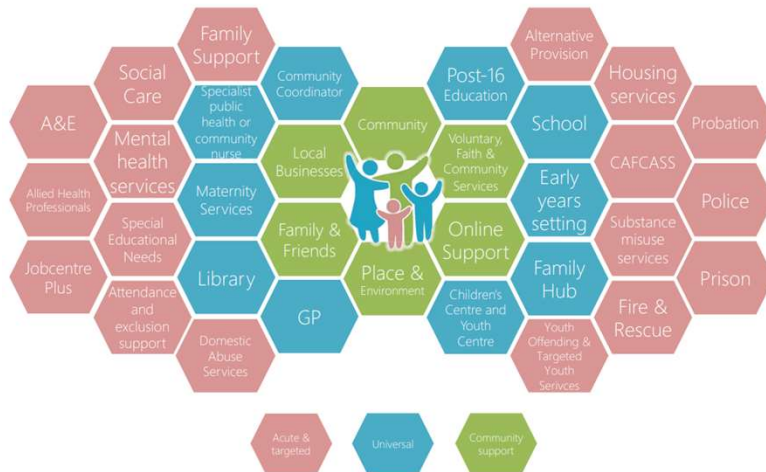 Family
Support
Social
Care
A&E
Community
Coordinator
Specialist
public
health or
community
nurse
Mental
health
services
Allied Health
Professionals
Maternity
Services
Special
Educational
Needs
Jobcentre
Plus
Library
Attendance
and
exclusion
support
Domestic
Abuse
Services
GP
Community
Local
Businesses
Family &
Friends
Place &
Environment
Voluntary,
Faith &
Community
Services
Online
Support
Post-16
Education
Children's
Centre and
Youth
Centre
Alternative
Provision
School
Early
years
setting
Family
Hub
Youth
Offending &
Targeted
Youth
Serivces
Housing
services
CAFCASS
Substance
misuse
services
Fire &
Rescue
Probation
Police
Prison
Acute &
targeted
Universal
Community
support